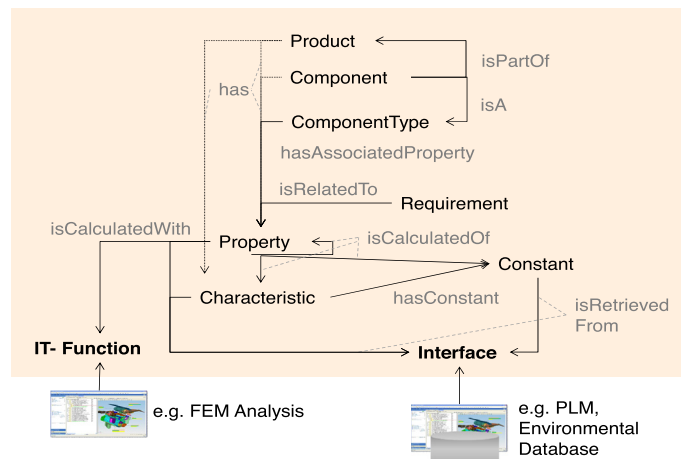 Product
isPartOf
Component
has
isA
ComponentType
hasAssociatedProperty
isRelatedTo
Requirement
isCalculatedWith
Property
isCalculatedOf
Constant
Characteristic
hasConstant
isRetrieved
From
IT- Function
Interface
e.g. FEM Analysis
e.g. PLM,
Environmental
Database